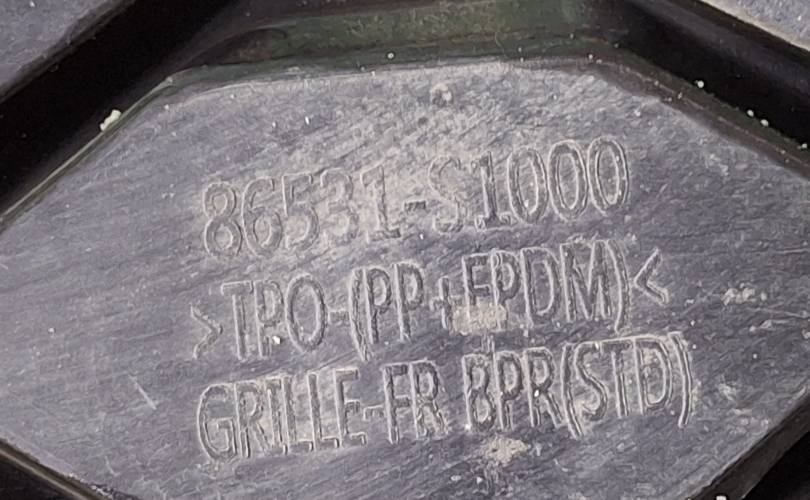 86531-S1000
>TPO-(PP+EPDM)<
GRILLE-FR BPR(STD)